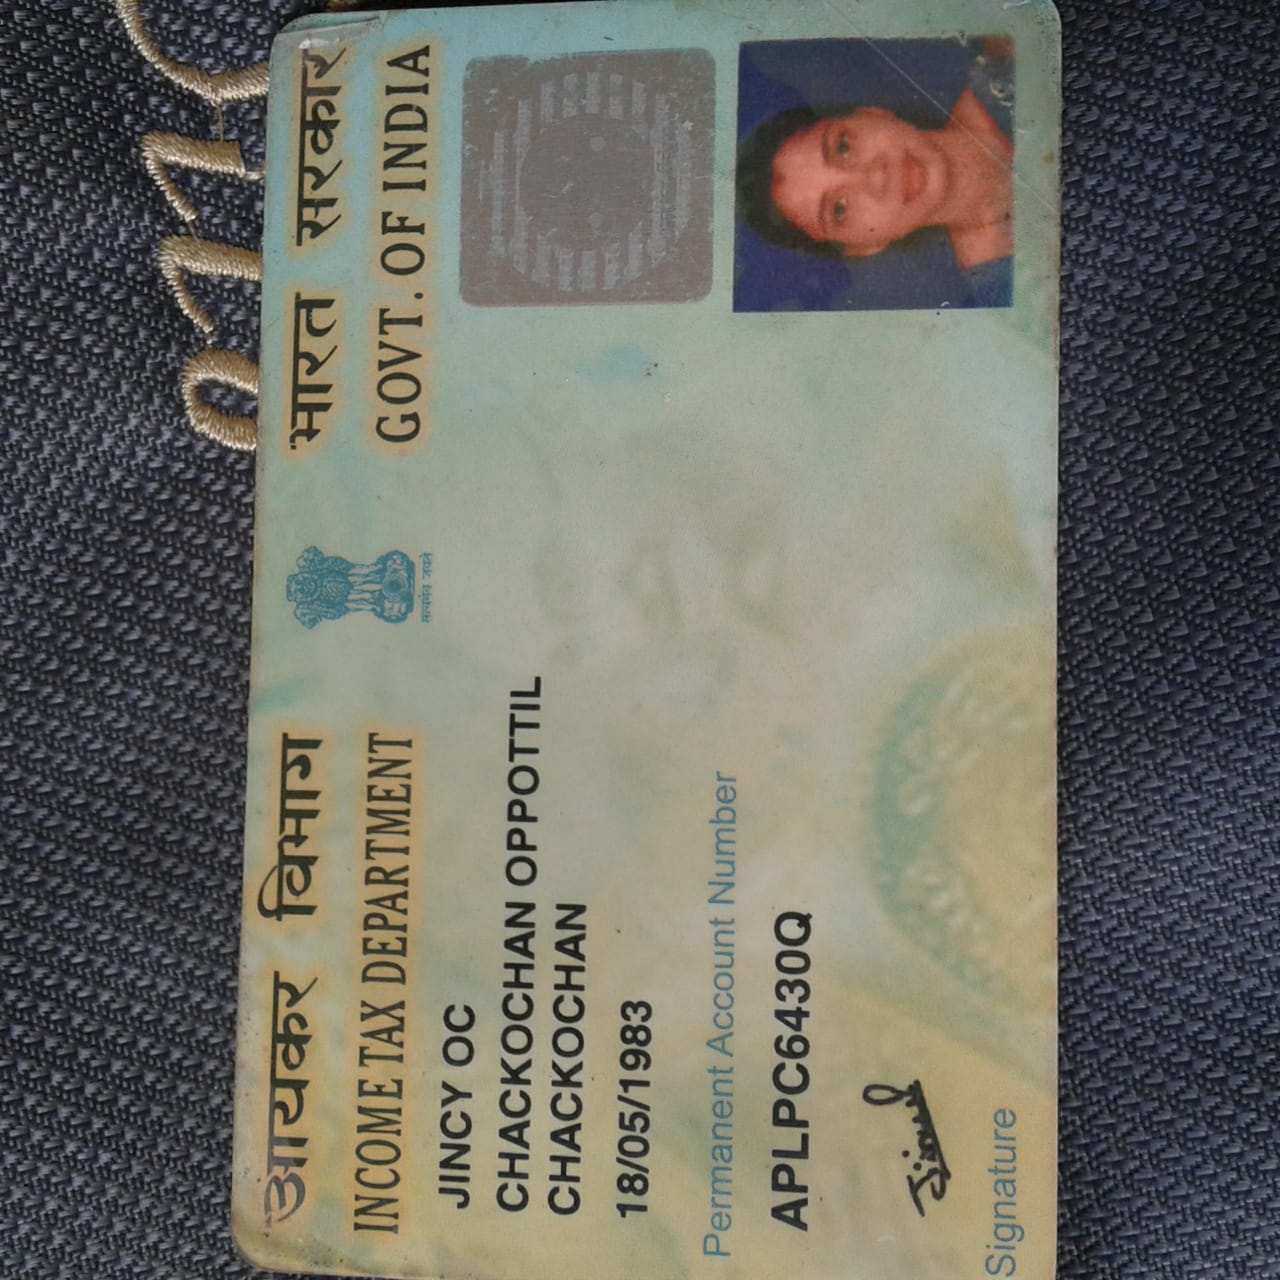 आयकर विभाग
INCOME TAX DEPARTMENT
सत्यमेव जयते
भारत सरकार
GOVT. OF INDIA
JINCY OC
CHACKOCHAN OPPOTTIL
CHACKOCHAN
18/05/1983
Permanent Account Number
APLPC6430Q
Signature